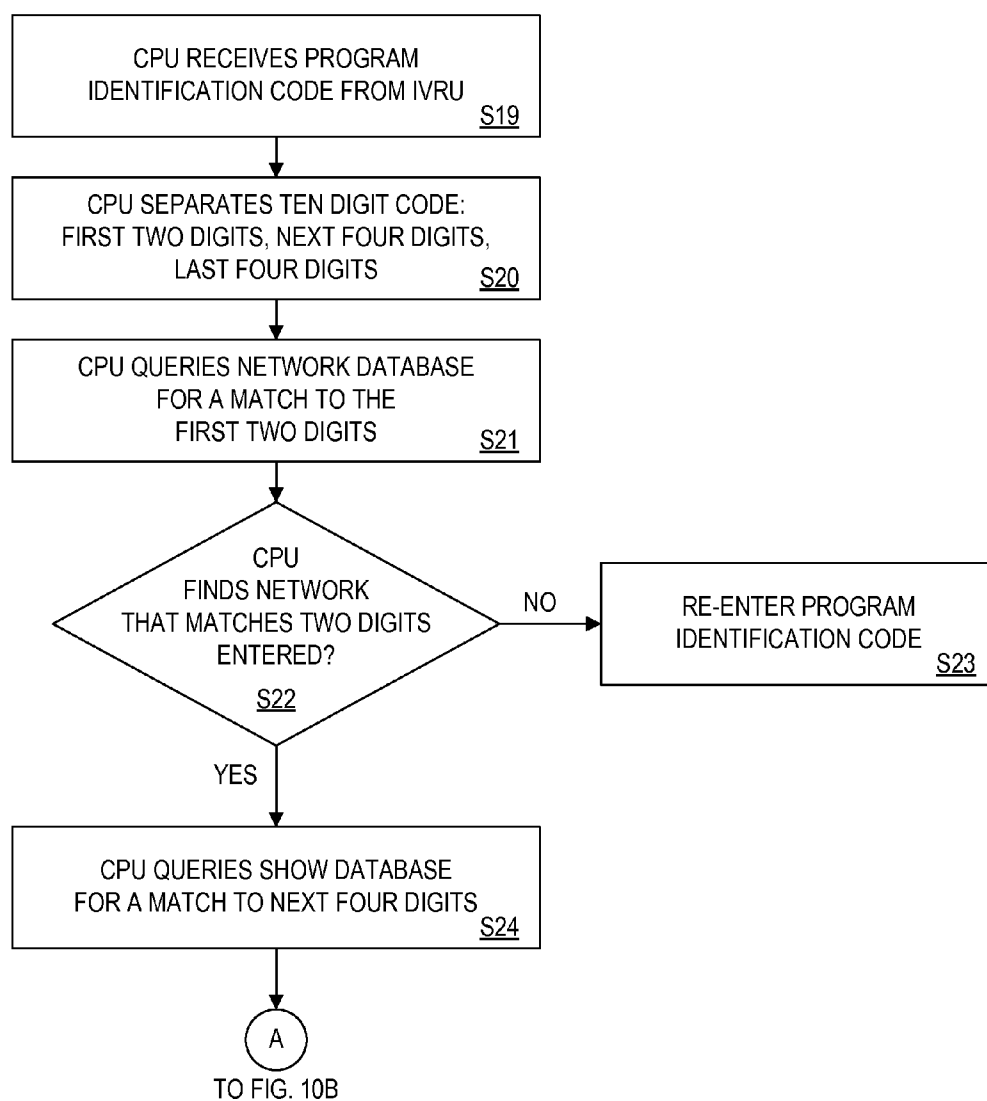 CPU RECEIVES PROGRAM
IDENTIFICATION CODE FROM IVRU
S19
CPU SEPARATES TEN DIGIT CODE:
FIRST TWO DIGITS, NEXT FOUR DIGITS,
LAST FOUR DIGITS
S20
CPU QUERIES NETWORK DATABASE
FOR A MATCH TO THE
FIRST TWO DIGITS
S21
CPU
FINDS NETWORK
THAT MATCHES TWO DIGITS
ENTERED?
S22
NO
RE-ENTER PROGRAM
IDENTIFICATION CODE
S23
YES
CPU QUERIES SHOW DATABASE
FOR A MATCH TO NEXT FOUR DIGITS
S24
A
TO FIG. 10B